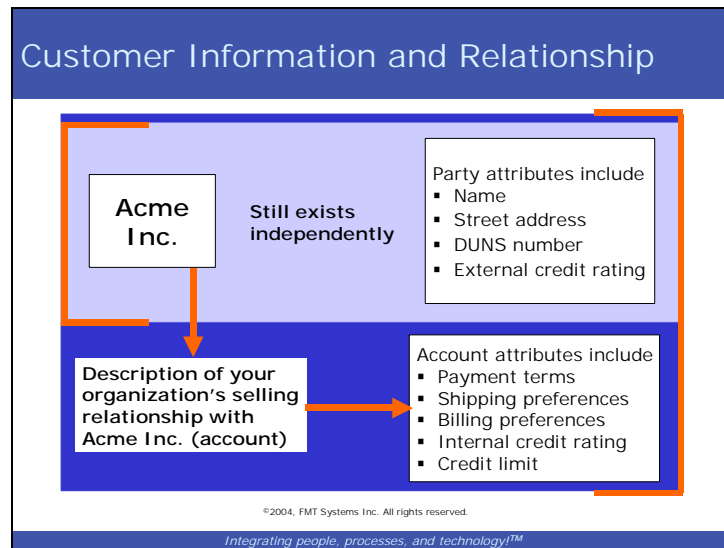 Customer Information and Relationship
Acme
Inc.
Still exists
independently
Party attributes include
▪ Name
▪ Street address
▪ DUNS number
▪ External credit rating
Description of your
organization's selling
relationship with
Acme Inc. (account)
Account attributes include
▪ Payment terms
▪ Shipping preferences
▪ Billing preferences
▪ Internal credit rating
▪ Credit limit
©2004, FMT Systems Inc. All rights reserved.
Integrating people, processes, and technology!™